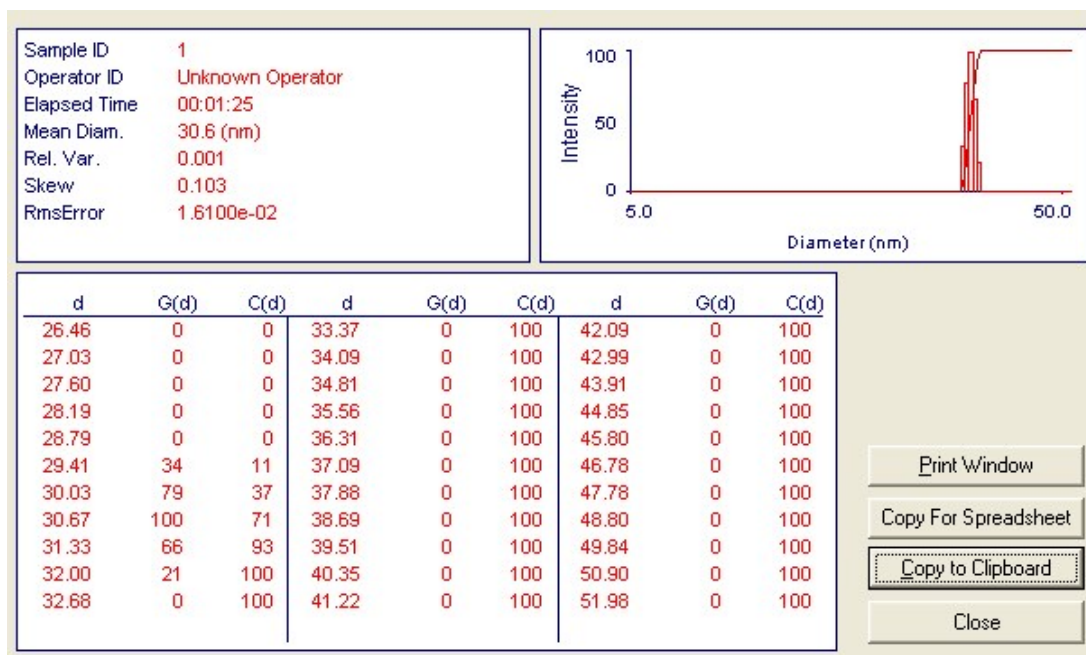 Sample ID 1
Operator ID Unknown Operator
Elapsed Time 00:01:25
Mean Diam. 30.6 (nm)
Rel. Var. 0.001
Skew 0.103
RmsError 1.6100e-02
100
50
0
Intensity
5.0 50.0
Diameter (nm)
d G(d) C(d) d G(d) C(d) d G(d) C(d)
26.46 0 0 33.37 0 100 42.09 0 100
27.03 0 0 34.09 0 100 42.99 0 100
27.60 0 0 34.81 0 100 43.91 0 100
28.19 0 0 35.56 0 100 44.85 0 100
28.79 0 0 36.31 0 100 45.80 0 100
29.41 34 11 37.09 0 100 46.78 0 100
30.03 79 37 37.88 0 100 47.78 0 100
30.67 100 71 38.69 0 100 48.80 0 100
31.33 66 93 39.51 0 100 49.84 0 100
32.00 21 100 40.35 0 100 50.90 0 100
32.68 0 100 41.22 0 100 51.98 0 100
Print Window
Copy For Spreadsheet
Copy to Clipboard
Close